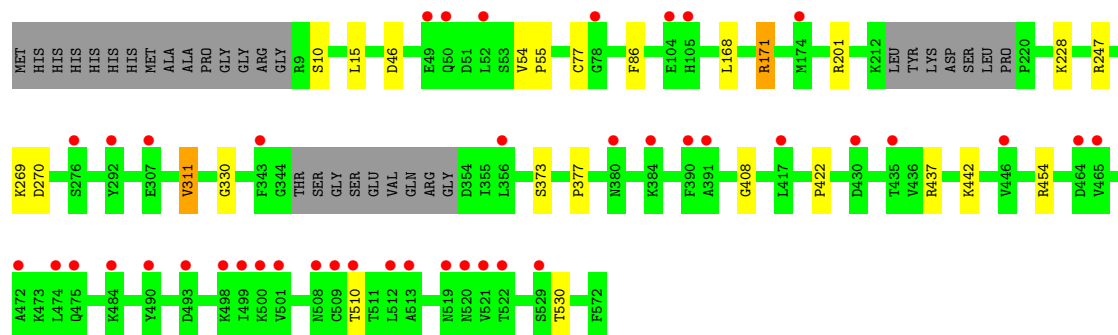 MET HIS HIS HIS HIS HIS HIS MET ALA ALA PRO GLY GLY ARG GLY R9 S10 L15 D46 E49 Q50 D51 L52 S53 V54 P55 C77 G78 F86 E104 H105 L168 R171 M174 R201 K212 LEU TYR LYS ASP SER LEU PRO P220 K228 R247
K269 D270 S276 Y292 E307 V311 G330 F343 G344 THR SER GLY SER GLU VAL GLN ARG GLY D354 I355 L356 S373 P377 N380 K384 F390 A391 G408 L417 P422 D430 T435 V436 R437 K442 V446 R454 D464 V465
A472 K473 L474 Q475 K484 Y490 D493 K498 I499 K500 V501 N508 C509 T510 T511 L512 A513 N519 N520 V521 T522 S529 T530 F572